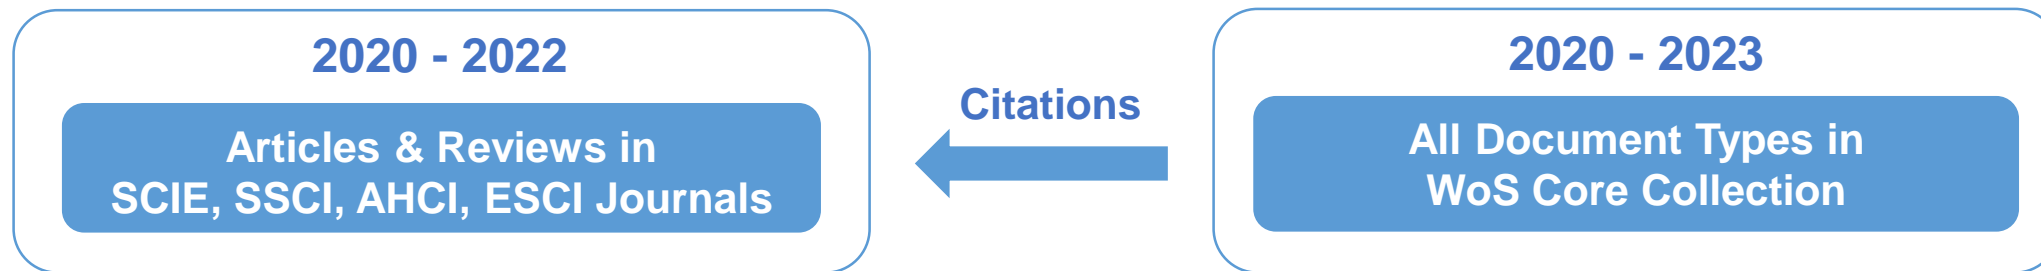 2020 - 2022
Articles & Reviews in
SCIE, SSCI, AHCI, ESCI Journals
Citations
2020 - 2023
All Document Types in
WoS Core Collection